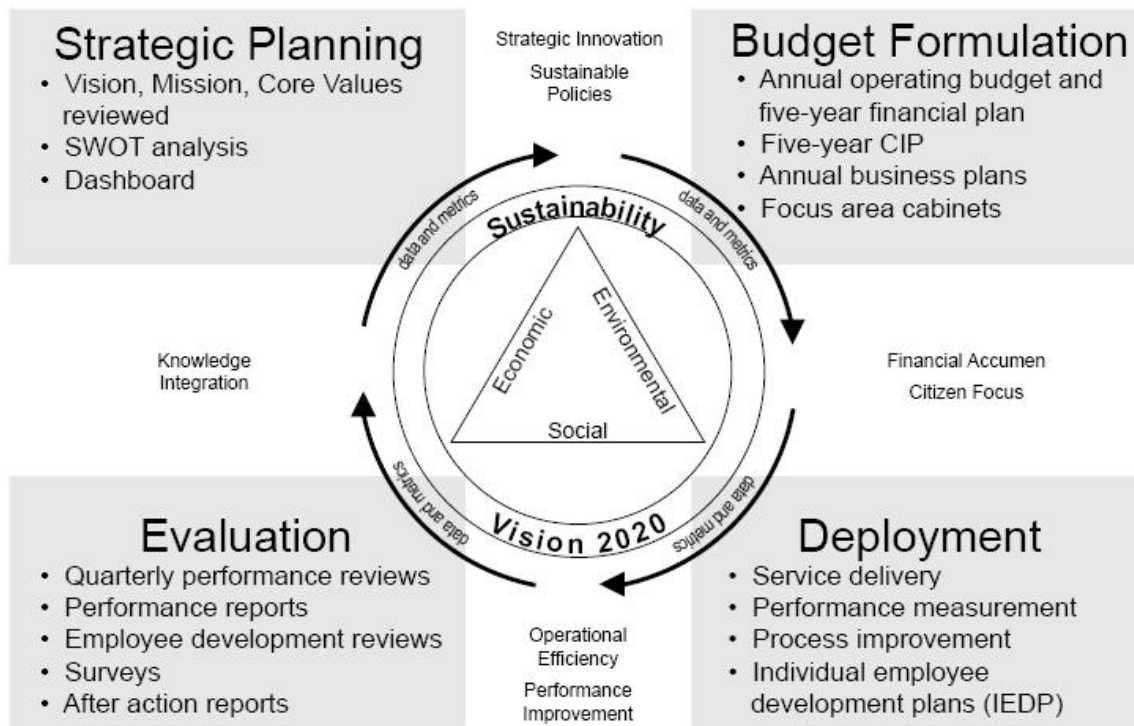 Strategic Planning
• Vision, Mission, Core Values
reviewed
• SWOT analysis
• Dashboard
Strategic Innovation
Sustainable
Policies
Budget Formulation
• Annual operating budget and
five-year financial plan
• Five-year CIP
• Annual business plans
• Focus area cabinets
data and metrics
Sustainability
data and metrics
Economic
Environmental
Social
Knowledge
Integration
Financial Accumen
Citizen Focus
data and metrics
Vision 2020
data and metrics
Evaluation
• Quarterly performance reviews
• Performance reports
• Employee development reviews
• Surveys
• After action reports
Operational
Efficiency
Performance
Improvement
Deployment
• Service delivery
• Performance measurement
• Process improvement
• Individual employee
development plans (IEDP)